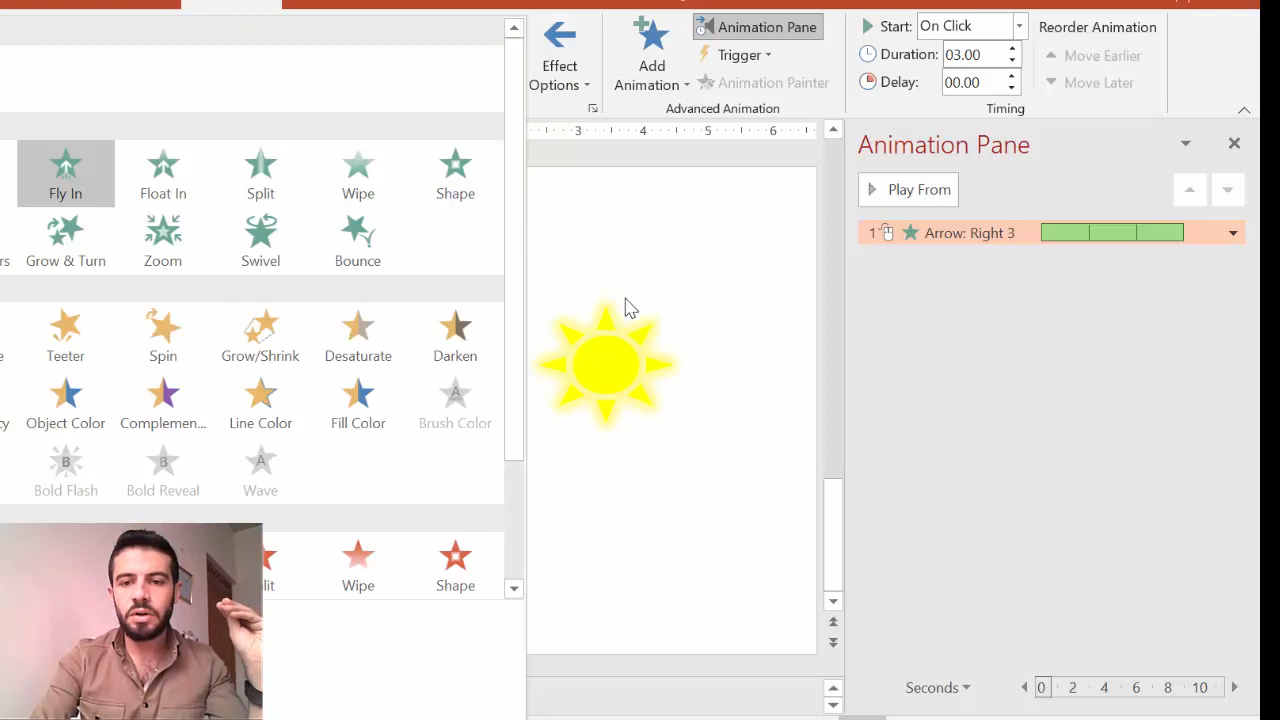 Effect
Options
Add
Animation
Animation Pane
Trigger
Animation Painter
Advanced Animation
Start: On Click
Duration: 03.00
Delay: 00.00
Timing
Reorder Animation
Move Earlier
Move Later
Fly In
Float In
Split
Wipe
Shape
rs
Grow & Turn
Zoom
Swivel
Bounce
e
Teeter
Spin
Grow/Shrink
Desaturate
Darken
cy
Object Color
Complemen...
Line Color
Fill Color
Brush Color
B
B
A
A
Bold Flash
Bold Reveal
Wave
plit
Wipe
Shape
3 4 5 6
Animation Pane
Play From
1 Arrow: Right 3
Seconds
0 2 4 6 8 10